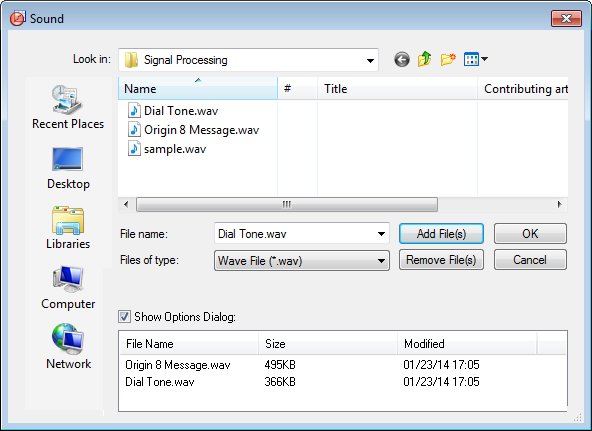 Sound
Look in: Signal Processing
Name # Title Contributing art
Dial Tone.wav
Origin 8 Message.wav
sample.wav
Recent Places
Desktop
Libraries
Computer
Network
File name: Dial Tone.wav Add File(s) OK
Files of type: Wave File (*.wav) Remove File(s) Cancel
Show Options Dialog:
File Name Size Modified
Origin 8 Message.wav 495KB 01/23/14 17:05
Dial Tone.wav 366KB 01/23/14 17:05